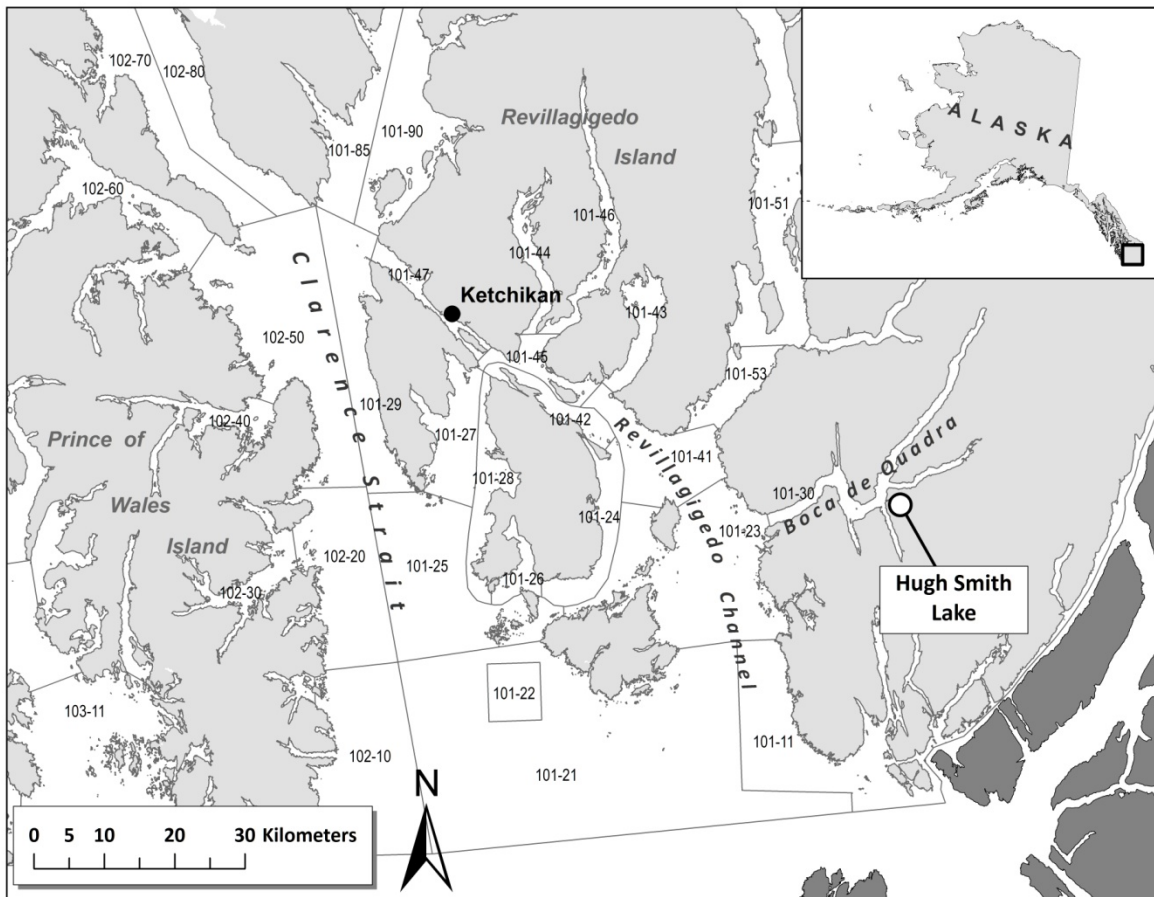 102-70
102-80
Revillagigedo
Island
101-85
101-90
ALASKA
102-60
101-51
101-46
101-44
101-47
Ketchikan
101-43
102-50
Clarence Strait
101-45
101-53
101-29
102-40
101-42
Prince of
Wales
Island
101-27
Revillagigedo Channel
101-41
101-28
101-30
Boca de Quadra
101-24
101-23
102-20
101-25
101-26
102-30
Hugh Smith
Lake
101-22
103-11
102-10
101-11
101-21
N
0 5 10 20 30 Kilometers